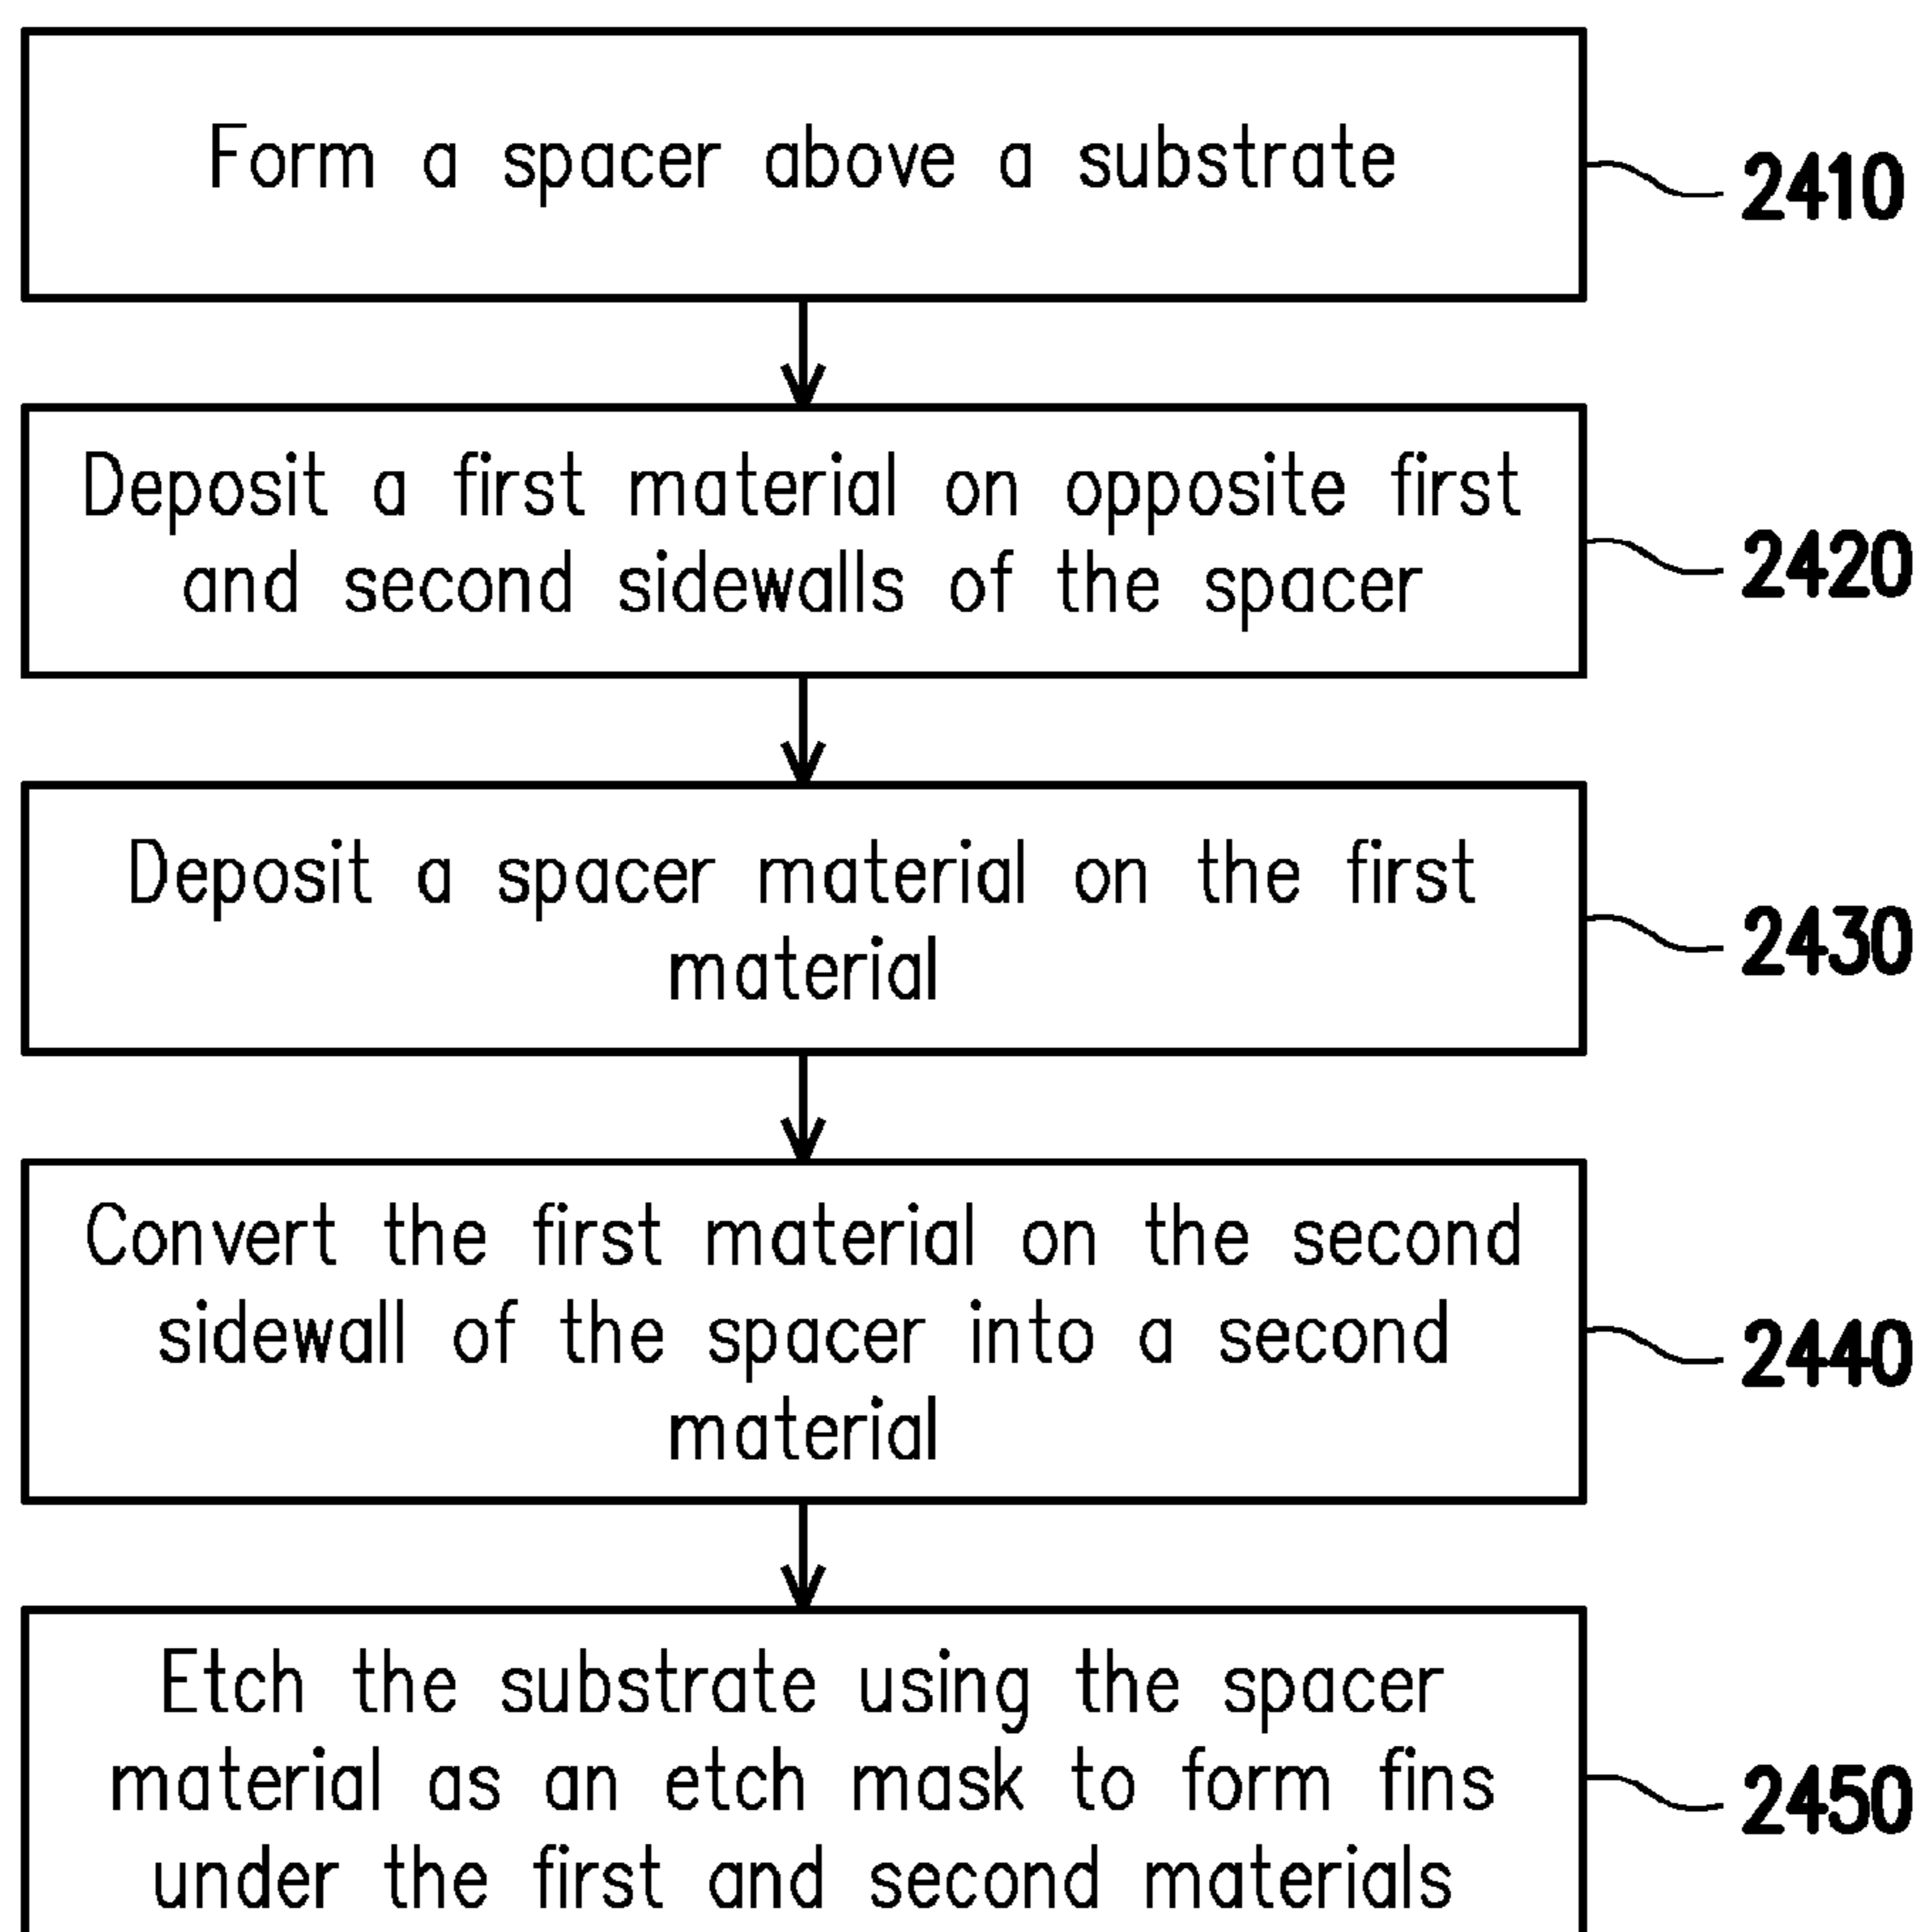 Form a spacer above a substrate
2410
Deposit a first material on opposite first
and second sidewalls of the spacer
2420
Deposit a spacer material on the first
material
2430
Convert the first material on the second
sidewall of the spacer into a second
material
2440
Etch the substrate using the spacer
material as an etch mask to form fins
under the first and second materials
2450